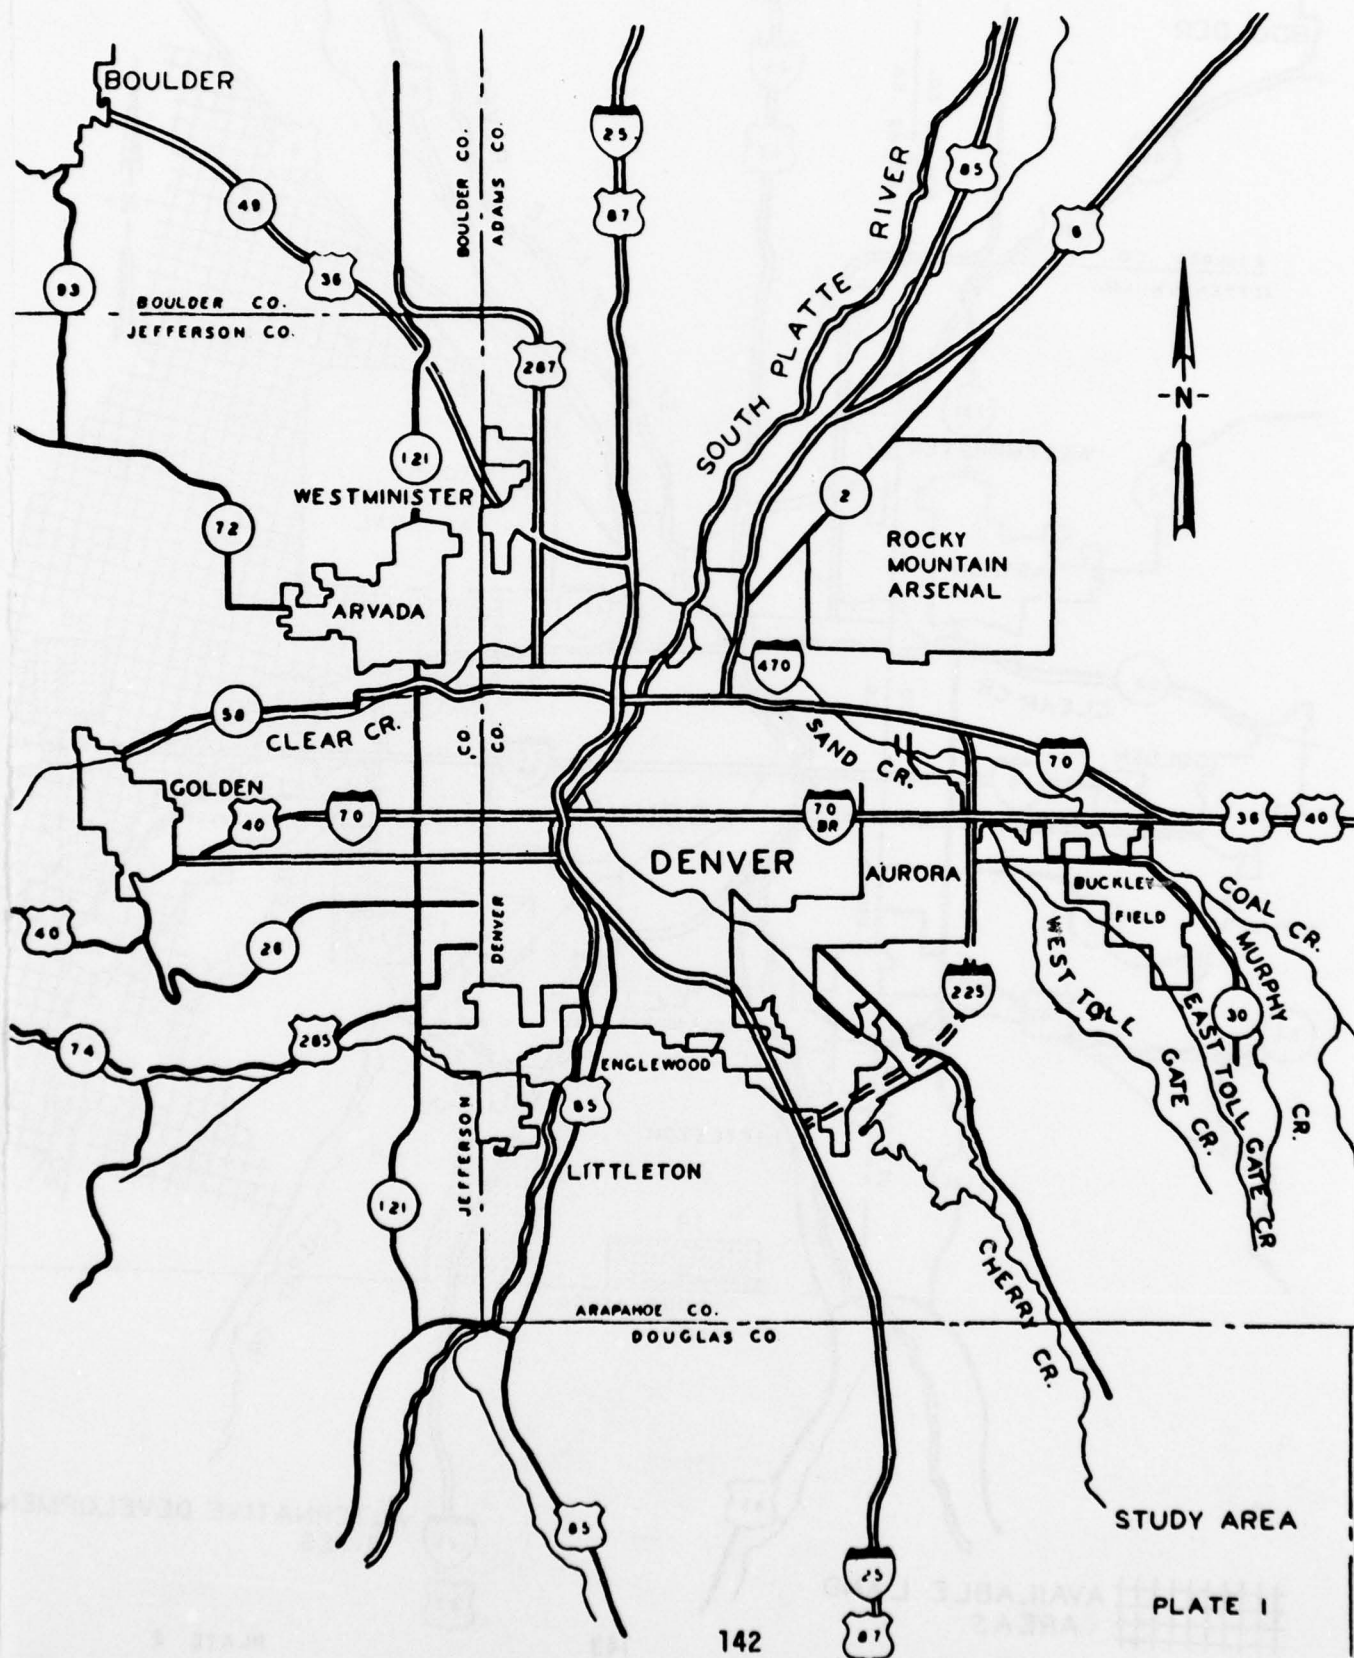 BOULDER
25
BOULDER CO.
ADAMS CO.
RIVER
85
49
87
6
36
93
BOULDER CO.
JEFFERSON CO.
PLATTE
287
-N-
SOUTH
121
WESTMINISTER
2
72
ROCKY
MOUNTAIN
ARSENAL
ARVADA
470
58
CLEAR CR.
CO.
CO.
SAND CR.
70
GOLDEN
40
70
70
BR
36
40
DENVER
AURORA
BUCKLEY
FIELD
COAL CR.
40
26
DENVER
WEST TOLL GATE CR.
MURPHY CR.
225
EAST TOLL GATE CR
30
285
74
ENGLEWOOD
85
JEFFERSON
LITTLETON
121
CHERRY CR.
ARAPAHOE CO.
DOUGLAS CO
85
STUDY AREA
25
PLATE 1
142
87